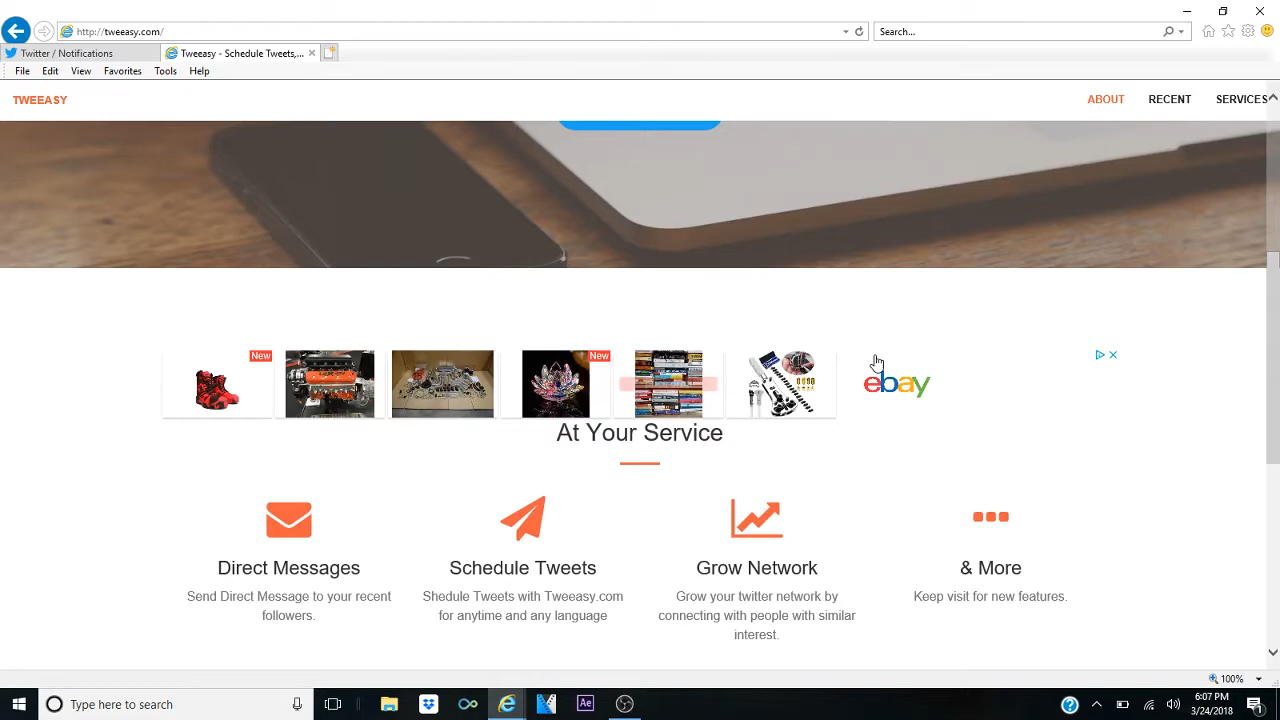 http://tweeasy.com/
Search...
Twitter / Notifications
Tweeasy - Schedule Tweets,...
File Edit View Favorites Tools Help
TWEEASY
ABOUT RECENT SERVICES
New
New
ebay
At Your Service
Direct Messages
Send Direct Message to your recent
followers.
Schedule Tweets
Shedule Tweets with Tweeasy.com
for anytime and any language
Grow Network
Grow your twitter network by
connecting with people with similar
interest.
& More
Keep visit for new features.
100%
Type here to search
Ae
6:07 PM
3/24/2018